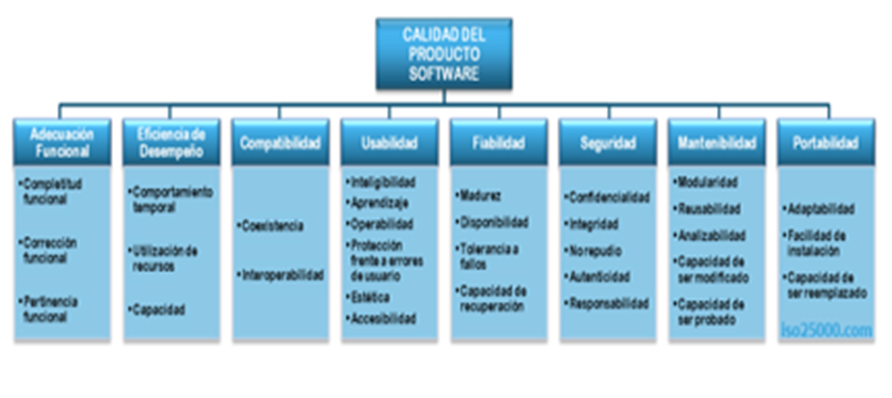 CALIDAD DEL
PRODUCTO
SOFTWARE
Adecuación
Funcional
•Completitud
funcional
•Corrección
funcional
•Pertinencia
funcional
Eficiencia de
Desempeño
•Comportamiento
temporal
•Utilización de
recursos
•Capacidad
Compatibilidad
•Coexistencia
•Interoperabilidad
Usabilidad
•Inteligibilidad
•Aprendizaje
•Operabilidad
•Protección
frente a errores
de usuario
•Estética
•Accesibilidad
Fiabilidad
•Madurez
•Disponibilidad
•Tolerancia a
fallos
•Capacidad de
recuperación
Seguridad
•Confidencialidad
•Integridad
•No repudio
•Autenticidad
•Responsabilidad
Mantenibilidad
•Modularidad
•Reusabilidad
•Analizabilidad
•Capacidad de
ser modificado
•Capacidad de
ser probado
Portabilidad
•Adaptabilidad
•Facilidad de
instalación
•Capacidad de
ser reemplazado
iso25000.com